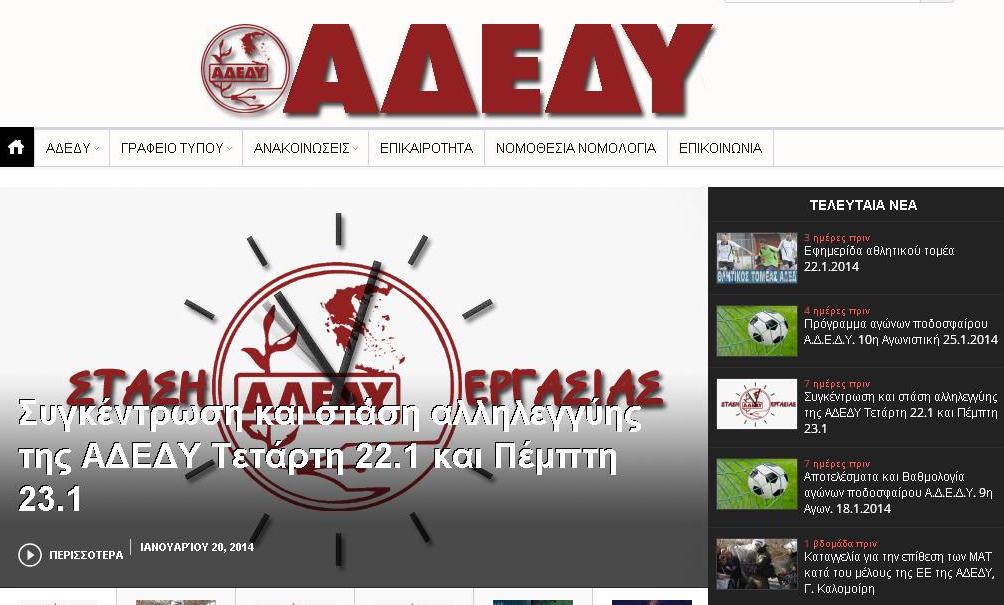 ΑΔΕΔΥ
ΑΔΕΔΥ
ΑΔΕΔΥ
ΓΡΑΦΕΙΟ ΤΥΠΟΥ
ΑΝΑΚΟΙΝΩΣΕΙΣ
ΕΠΙΚΑΙΡΟΤΗΤΑ
ΝΟΜΟΘΕΣΙΑ ΝΟΜΟΛΟΓΙΑ
ΕΠΙΚΟΙΝΩΝΙΑ
ΣΤΑΣΗ ΑΔΕΔΥ ΕΡΓΑΣΙΑΣ
Συγκέντρωση και στάση αλληλεγγύης
της ΑΔΕΔΥ Τετάρτη 22.1 και Πέμπτη
23.1
ΠΕΡΙΣΣΟΤΕΡΑ
ΙΑΝΟΥΑΡΊΟΥ 20, 2014
ΤΕΛΕΥΤΑΙΑ ΝΕΑ
3 ημέρες πριν
Εφημερίδα αθλητικού τομέα
22.1.2014
4 ημέρες πριν
Πρόγραμμα αγώνων ποδοσφαίρου
Α.Δ.Ε.Δ.Υ. 10η Αγωνιστική 25.1.2014
7 ημέρες πριν
Συγκέντρωση και στάση αλληλεγγύης
της ΑΔΕΔΥ Τετάρτη 22.1 και Πέμπτη
23.1
ΣΤΑΣΗ ΕΡΓΑΣΙΑΣ
7 ημέρες πριν
Αποτελέσματα και Βαθμολογία
αγώνων ποδοσφαίρου Α.Δ.Ε.Δ.Υ. 9η
Αγων. 18.1.2014
1 βδομάδα πριν
Καταγγελία για την επίθεση των ΜΑΤ
κατά του μέλους της ΕΕ της ΑΔΕΔΥ,
Γ. Καλομοίρη